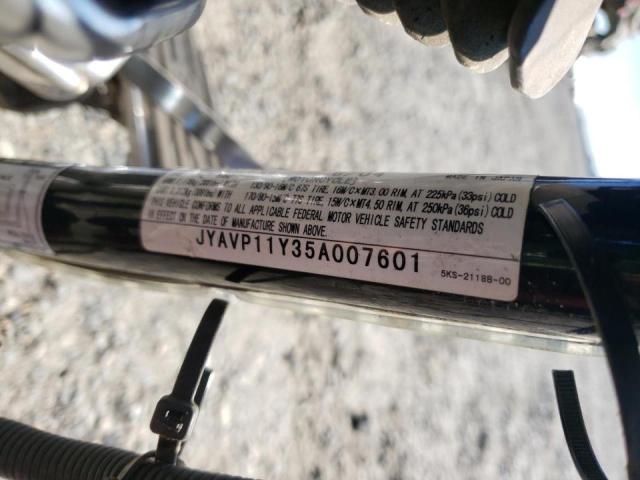 MADE IN JAPAN
130/90-16M/C 67S TIRE, 16M/C×MT3.00 RIM, AT 225kPa(33psi) COLD
170/80-15M/C 77S TIRE, 15M/C×MT4.50 RIM, AT 250kPa(36psi) COLD
THIS VEHICLE CONFORMS TO ALL APPLICABLE FEDERAL MOTOR VEHICLE SAFETY STANDARDS
IN EFFECT ON THE DATE OF MANUFACTURE SHOWN ABOVE.
JYAVP11Y35A007601
5KS-2118B-00